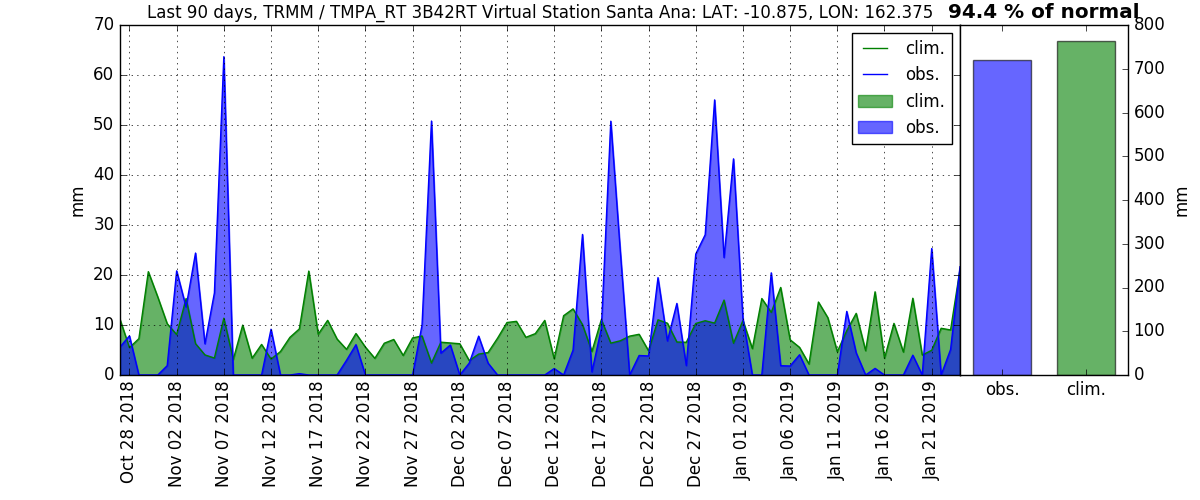 Last 90 days, TRMM / TMPA_RT 3B42RT Virtual Station Santa Ana: LAT: -10.875, LON: 162.375
94.4 % of normal
70
60
50
40
30
20
10
0
mm
clim.
obs.
clim.
obs.
Oct 28 2018
Nov 02 2018
Nov 07 2018
Nov 12 2018
Nov 17 2018
Nov 22 2018
Nov 27 2018
Dec 02 2018
Dec 07 2018
Dec 12 2018
Dec 17 2018
Dec 22 2018
Dec 27 2018
Jan 01 2019
Jan 06 2019
Jan 11 2019
Jan 16 2019
Jan 21 2019
800
700
600
500
400
300
200
100
0
mm
obs.
clim.